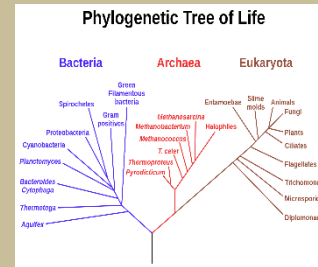 Phylogenetic Tree of Life
Bacteria
Archaea
Eukaryota
Green
Filamentous
bacteria
Spirochetes
Gram
positives
Proteobacteria
Cyanobacteria
Planctomyces
Bacteroides
Cytophaga
Thermotoga
Aquifex
Methanosarcina
Methanobacterium
Halophiles
Methanococcus
T. celer
Thermoproteus
Pyrodicticum
Entamoebae
Slime
molds
Animals
Fungi
Plants
Ciliates
Flagellates